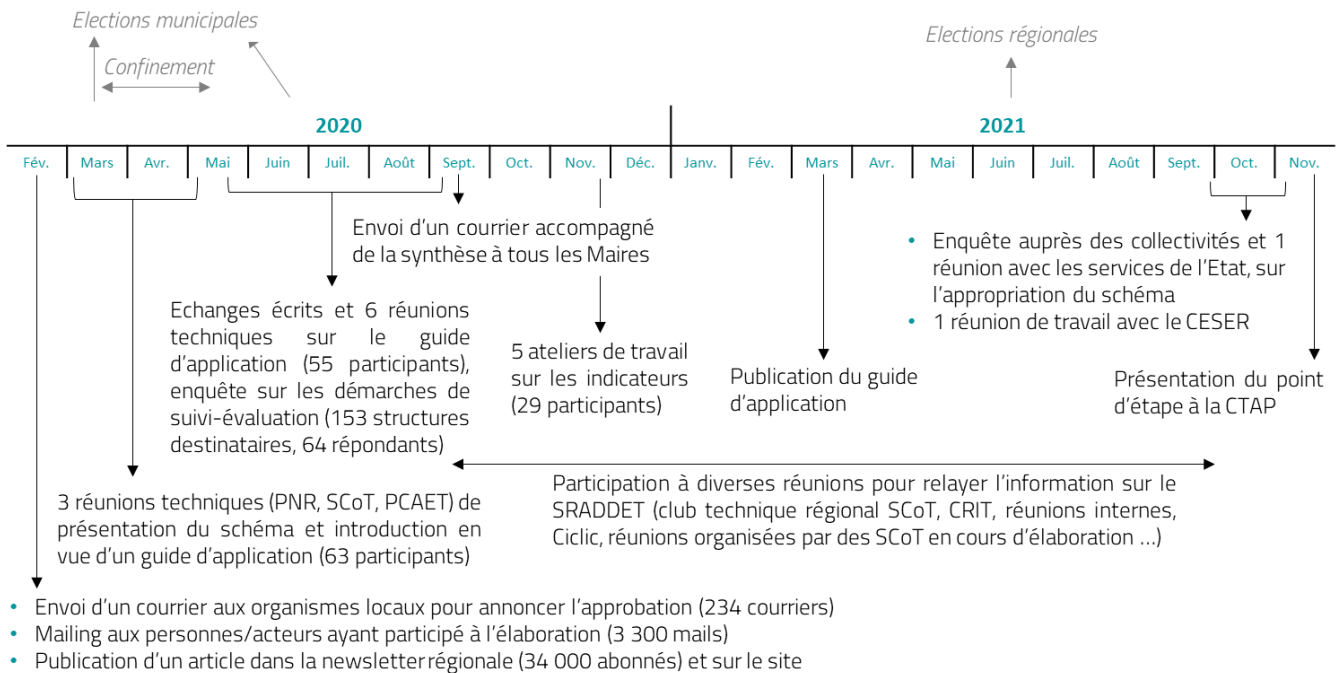 Elections municipales
Confinement
Elections régionales
2020
2021
Fév.
Mars
Avr.
Mai
Juin
Juil.
Août
Sept.
Oct.
Nov.
Déc.
Janv.
Fév.
Mars
Avr.
Mai
Juin
Juil.
Août
Sept.
Oct.
Nov.
Envoi d'un courrier accompagné
de la synthèse à tous les Maires
• Enquête auprès des collectivités et 1
réunion avec les services de l'Etat, sur
l'appropriation du schéma
• 1 réunion de travail avec le CESER
Echanges écrits et 6 réunions
techniques sur le guide
d'application (55 participants),
enquête sur les démarches de
suivi-évaluation (153 structures
destinataires, 64 répondants)
5 ateliers de travail
sur les indicateurs
(29 participants)
Publication du guide
d'application
Présentation du point
d'étape à la CTAP
3 réunions techniques (PNR, SCoT, PCAET) de
présentation du schéma et introduction en
vue d'un guide d'application (63 participants)
Participation à diverses réunions pour relayer l'information sur le
SRADDET (club technique régional SCoT, CRIT, réunions internes,
Ciclic, réunions organisées par des SCoT en cours d'élaboration ...)
• Envoi d'un courrier aux organismes locaux pour annoncer l'approbation (234 courriers)
• Mailing aux personnes/acteurs ayant participé à l'élaboration (3 300 mails)
• Publication d'un article dans la newsletter régionale (34 000 abonnés) et sur le site